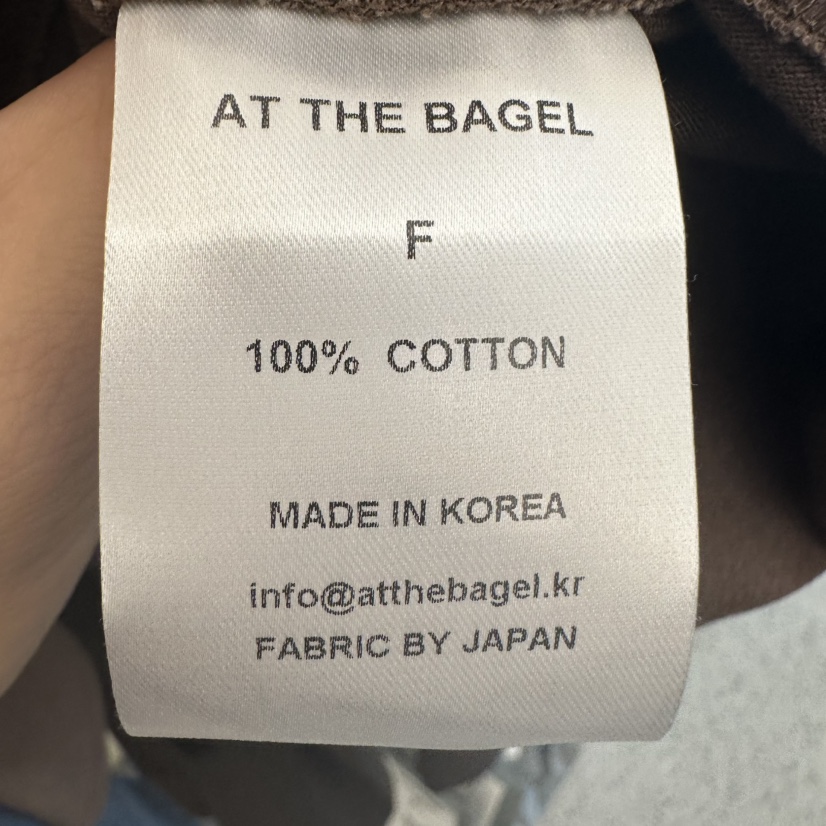 AT THE BAGEL
F
100% COTTON
MADE IN KOREA
info@atthebagel.kr
FABRIC BY JAPAN